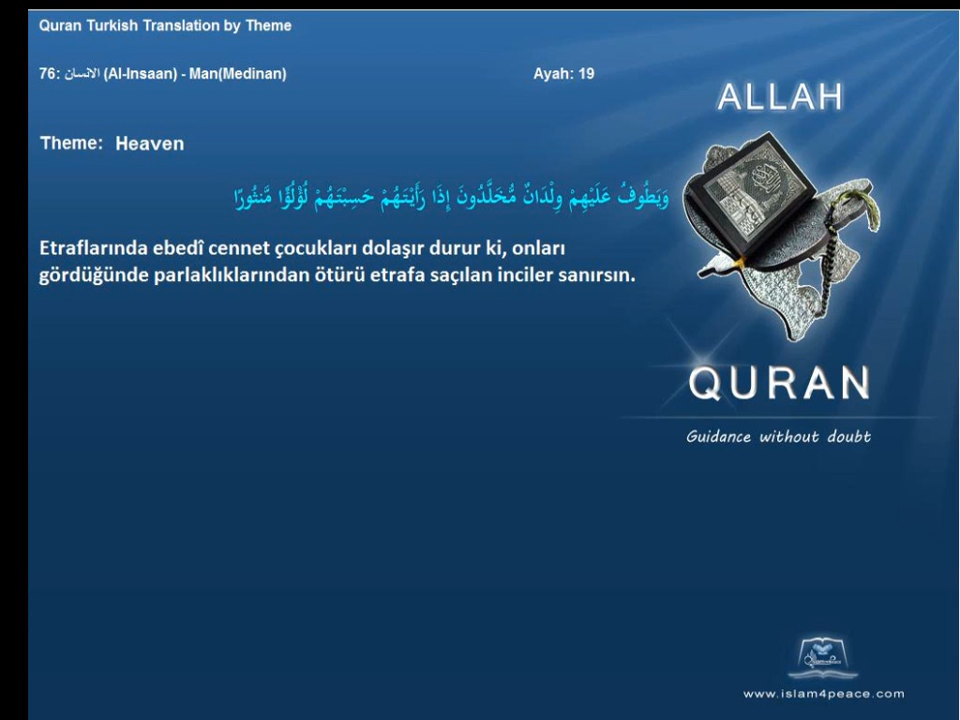 Quran Turkish Translation by Theme
76: الانسان (Al-Insaan) - Man(Medinan) Ayah: 19
ALLAH
Theme: Heaven
وَيَطُوفُ عَلَيْهِمْ وِلْدَانٌ مُّخَلَّدُونَ إِذَا رَأَيْتَهُمْ حَسِبْتَهُمْ لُؤْلُؤًا مَّنثُورًا
Etraflarında ebedî cennet çocukları dolaşır durur ki, onları
gördüğünde parlaklıklarından ötürü etrafa saçılan inciler sanırsın.
QURAN
Guidance without doubt
www.islam4peace.com